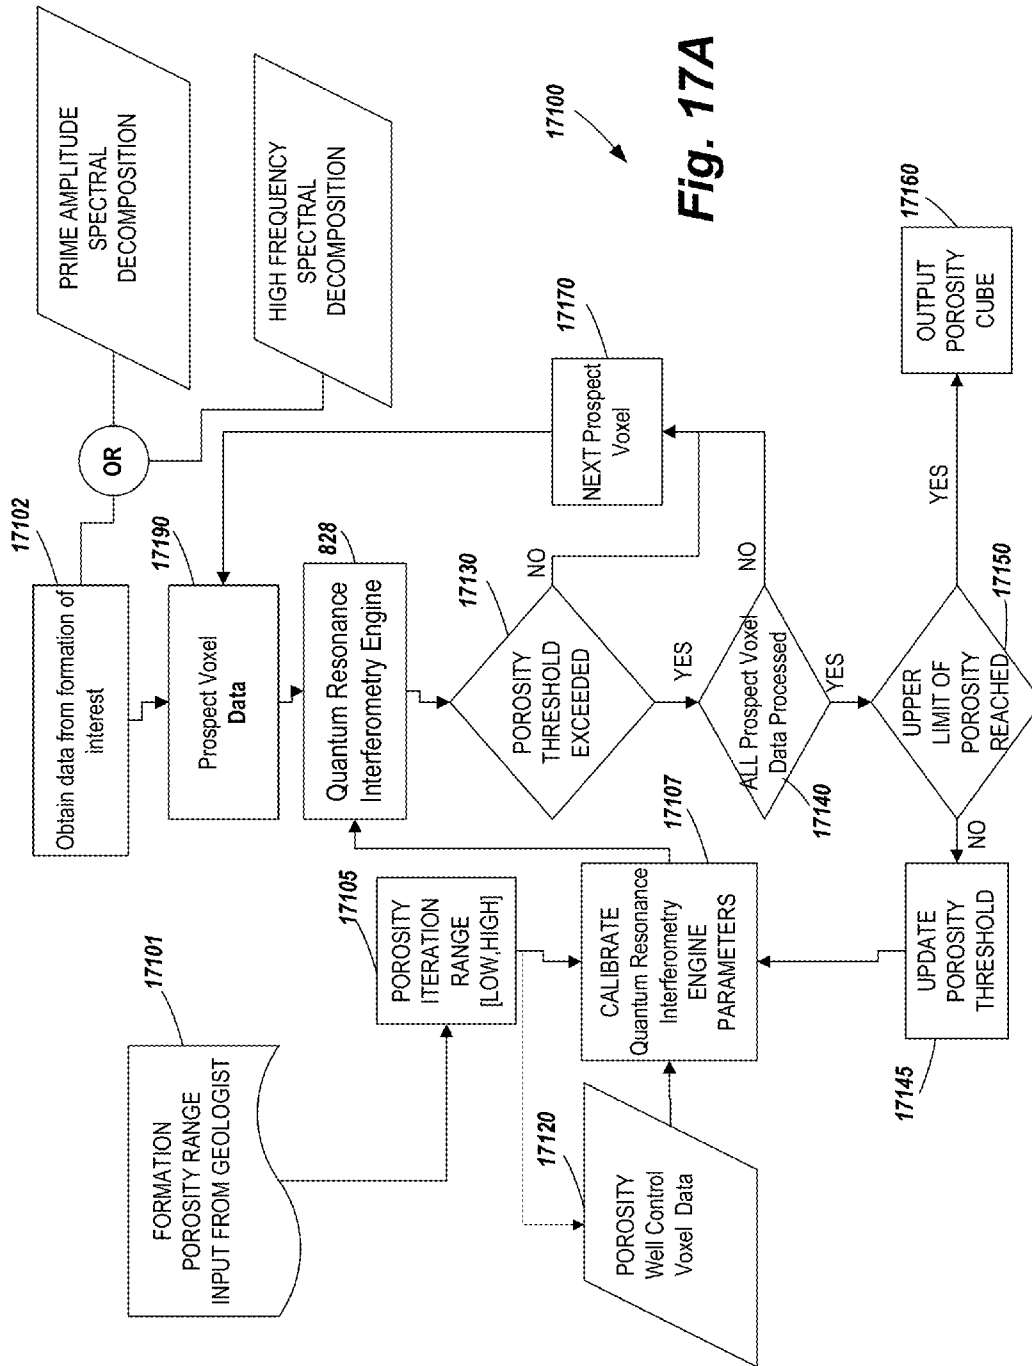 17101
FORMATION
POROSITY RANGE
INPUT FROM GEOLOGIST
17105
POROSITY
ITERATION
RANGE
[LOW,HIGH]
17120
POROSITY
Well Control
Voxel Data
17107
CALIBRATE
Quantum Resonance
Interferometry
ENGINE
PARAMETERS
17145
UPDATE
POROSITY
THRESHOLD
17102
Obtain data from formation of
interest
OR
PRIME AMPLITUDE
SPECTRAL
DECOMPOSITION
HIGH FREQUENCY
SPECTRAL
DECOMPOSITION
17190
Prospect Voxel
Data
828
Quantum Resonance
Interferometry Engine
17130
POROSITY
THRESHOLD
EXCEEDED
NO
YES
17170
NEXT Prospect
Voxel
ALL Prospect Voxel
Data Processed
17140
NO
YES
UPPER
LIMIT OF
POROSITY
REACHED
17150
NO
YES
17160
OUTPUT
POROSITY
CUBE
17100
Fig. 17A